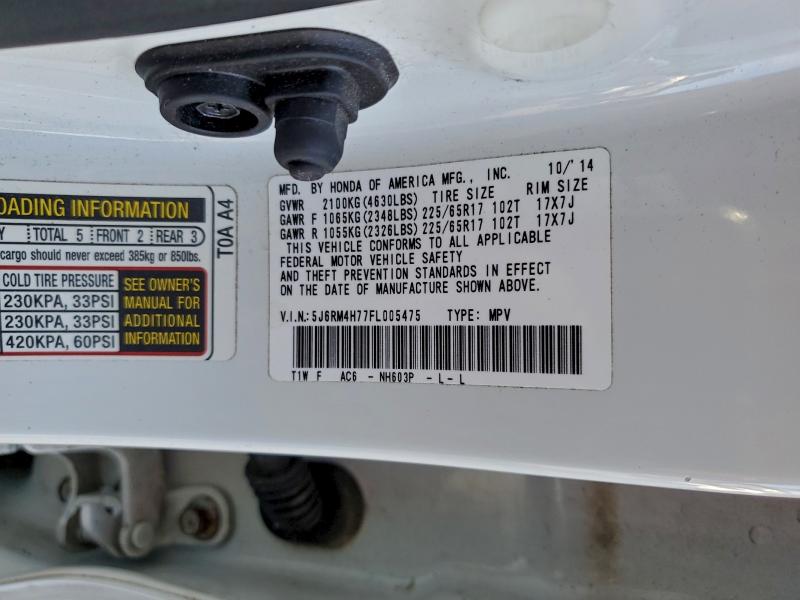 OADING INFORMATION
Y TOTAL 5 FRONT 2 REAR 3
cargo should never exceed 385kg or 850lbs.
COLD TIRE PRESSURE
230KPA, 33PSI
230KPA, 33PSI
420KPA, 60PSI
SEE OWNER'S
MANUAL FOR
ADDITIONAL
INFORMATION
T0A A4
MFD. BY HONDA OF AMERICA MFG., INC. 10/'14
GVWR 2100KG(4630LBS) TIRE SIZE RIM SIZE
GAWR F 1065KG(2348LBS) 225/65R17 102T 17X7J
GAWR R 1055KG(2326LBS) 225/65R17 102T 17X7J
THIS VEHICLE CONFORMS TO ALL APPLICABLE
FEDERAL MOTOR VEHICLE SAFETY
AND THEFT PREVENTION STANDARDS IN EFFECT
ON THE DATE OF MANUFACTURE SHOWN ABOVE.
V.I.N.:5J6RM4H77FL005475 TYPE: MPV
T1W F AC6 - NH603P - L - L